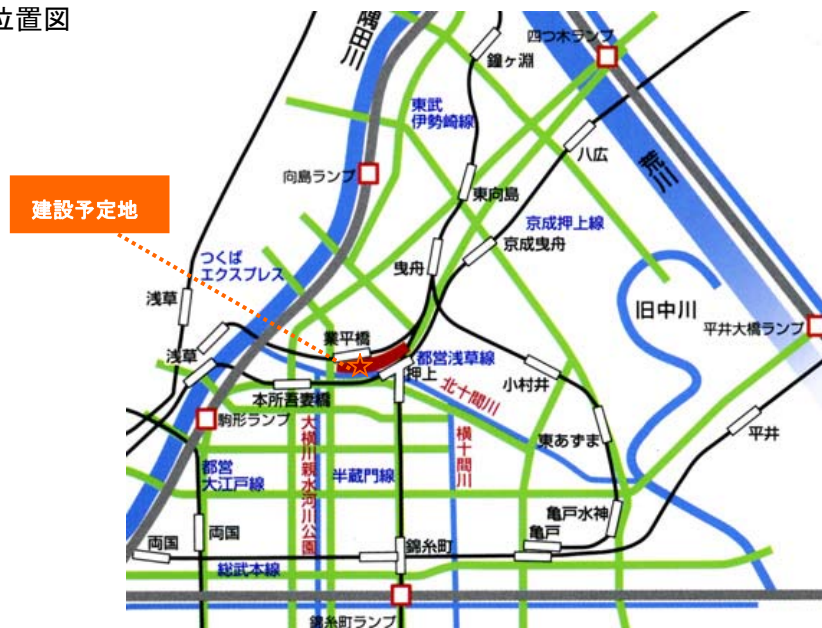 位置図
隅田川
四つ木ランプ
鐘ヶ淵
東武
伊勢崎線
八広
荒川
向島ランプ
東向島
建設予定地
京成押上線
京成曳舟
つくば
エクスプレス
曳舟
旧中川
浅草
平井大橋ランプ
業平橋
浅草
都営浅草線
押上
小村井
北十間川
本所吾妻橋
駒形ランプ
大横川親水河川公園
横十間川
東あずま
平井
都営
大江戸線
半蔵門線
亀戸水神
両国
両国
錦糸町
亀戸
総武本線
錦糸町ランプ